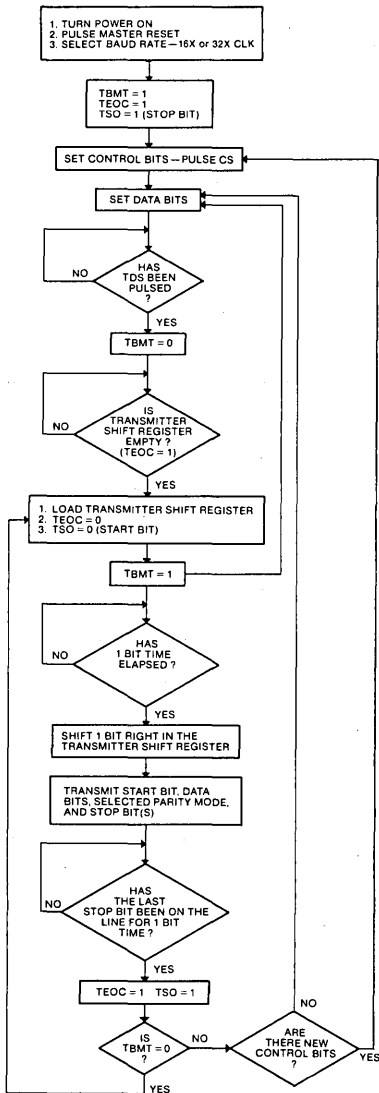 1. TURN POWER ON
2. PULSE MASTER RESET
3. SELECT BAUD RATE—16X or 32X CLK
TBMT = 1
TEOC = 1
TSO = 1 (STOP BIT)
SET CONTROL BITS — PULSE CS
SET DATA BITS
HAS
TDS BEEN
PULSED
?
NO
YES
TBMT = 0
IS
TRANSMITTER
SHIFT REGISTER
EMPTY ?
(TEOC = 1)
NO
YES
1. LOAD TRANSMITTER SHIFT REGISTER
2. TEOC = 0
3. TSO = 0 (START BIT)
TBMT = 1
HAS
1 BIT TIME
ELAPSED ?
NO
YES
SHIFT 1 BIT RIGHT IN THE
TRANSMITTER SHIFT REGISTER
TRANSMIT START BIT, DATA
BITS, SELECTED PARITY MODE,
AND STOP BIT(S)
HAS
THE LAST
STOP BIT BEEN ON THE
LINE FOR 1 BIT
TIME ?
NO
YES
TEOC = 1 TSO = 1
IS
TBMT = 0
?
NO
YES
ARE
THERE NEW
CONTROL BITS
?
NO
YES